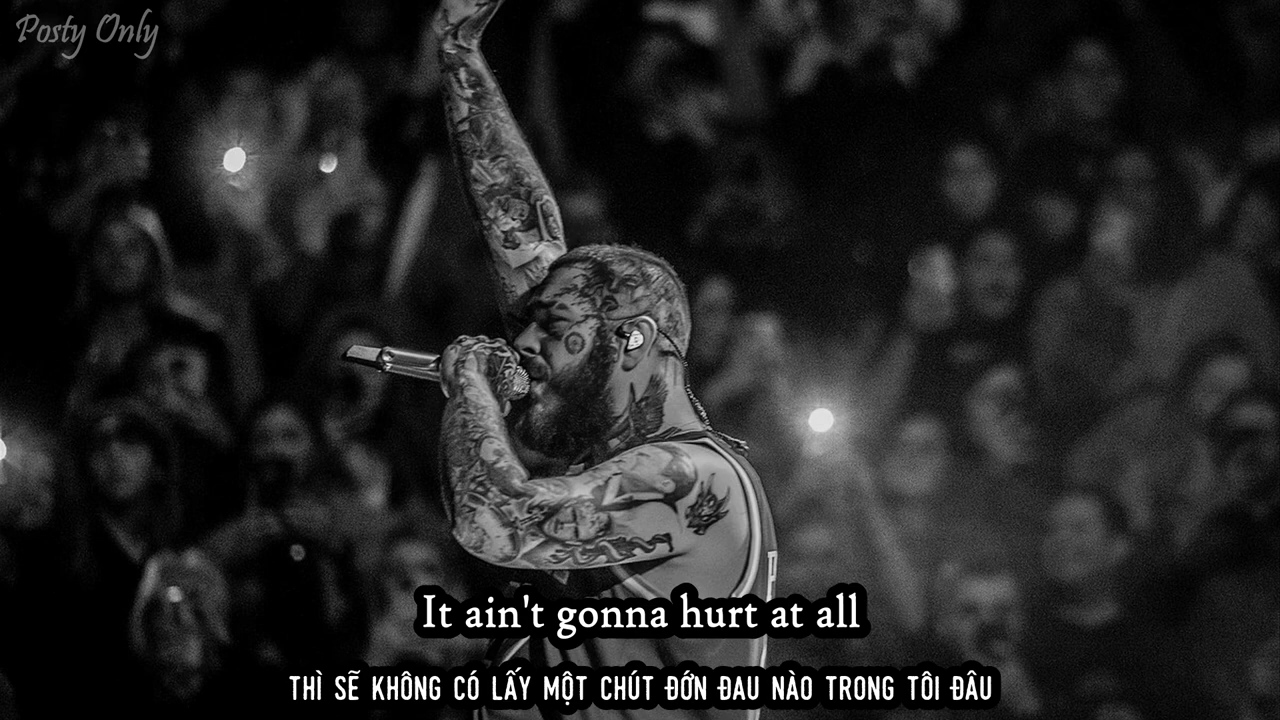 Posty Only
It ain't gonna hurt at all
THÌ SẼ KHÔNG CÓ LẤY MỘT CHÚT ĐỚN ĐAU NÀO TRONG TÔI ĐÂU